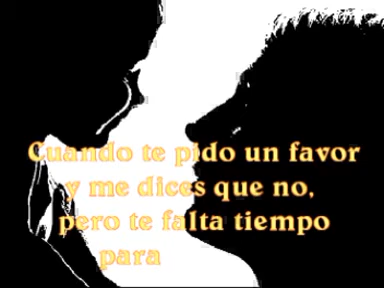 Cuando te pido un favor
y me dices que no,
pero te falta tiempo
para